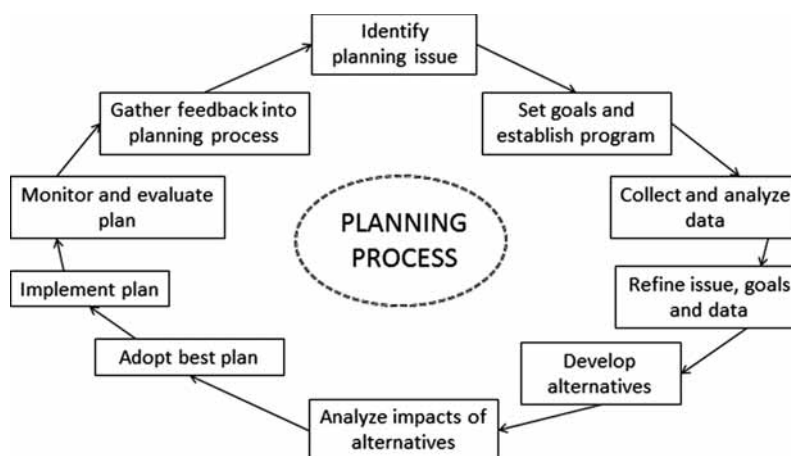 Identify
planning issue
Set goals and
establish program
Collect and analyze
data
Refine issue, goals
and data
Develop
alternatives
Analyze impacts of
alternatives
Adopt best plan
Implement plan
Monitor and evaluate
plan
Gather feedback into
planning process
PLANNING
PROCESS